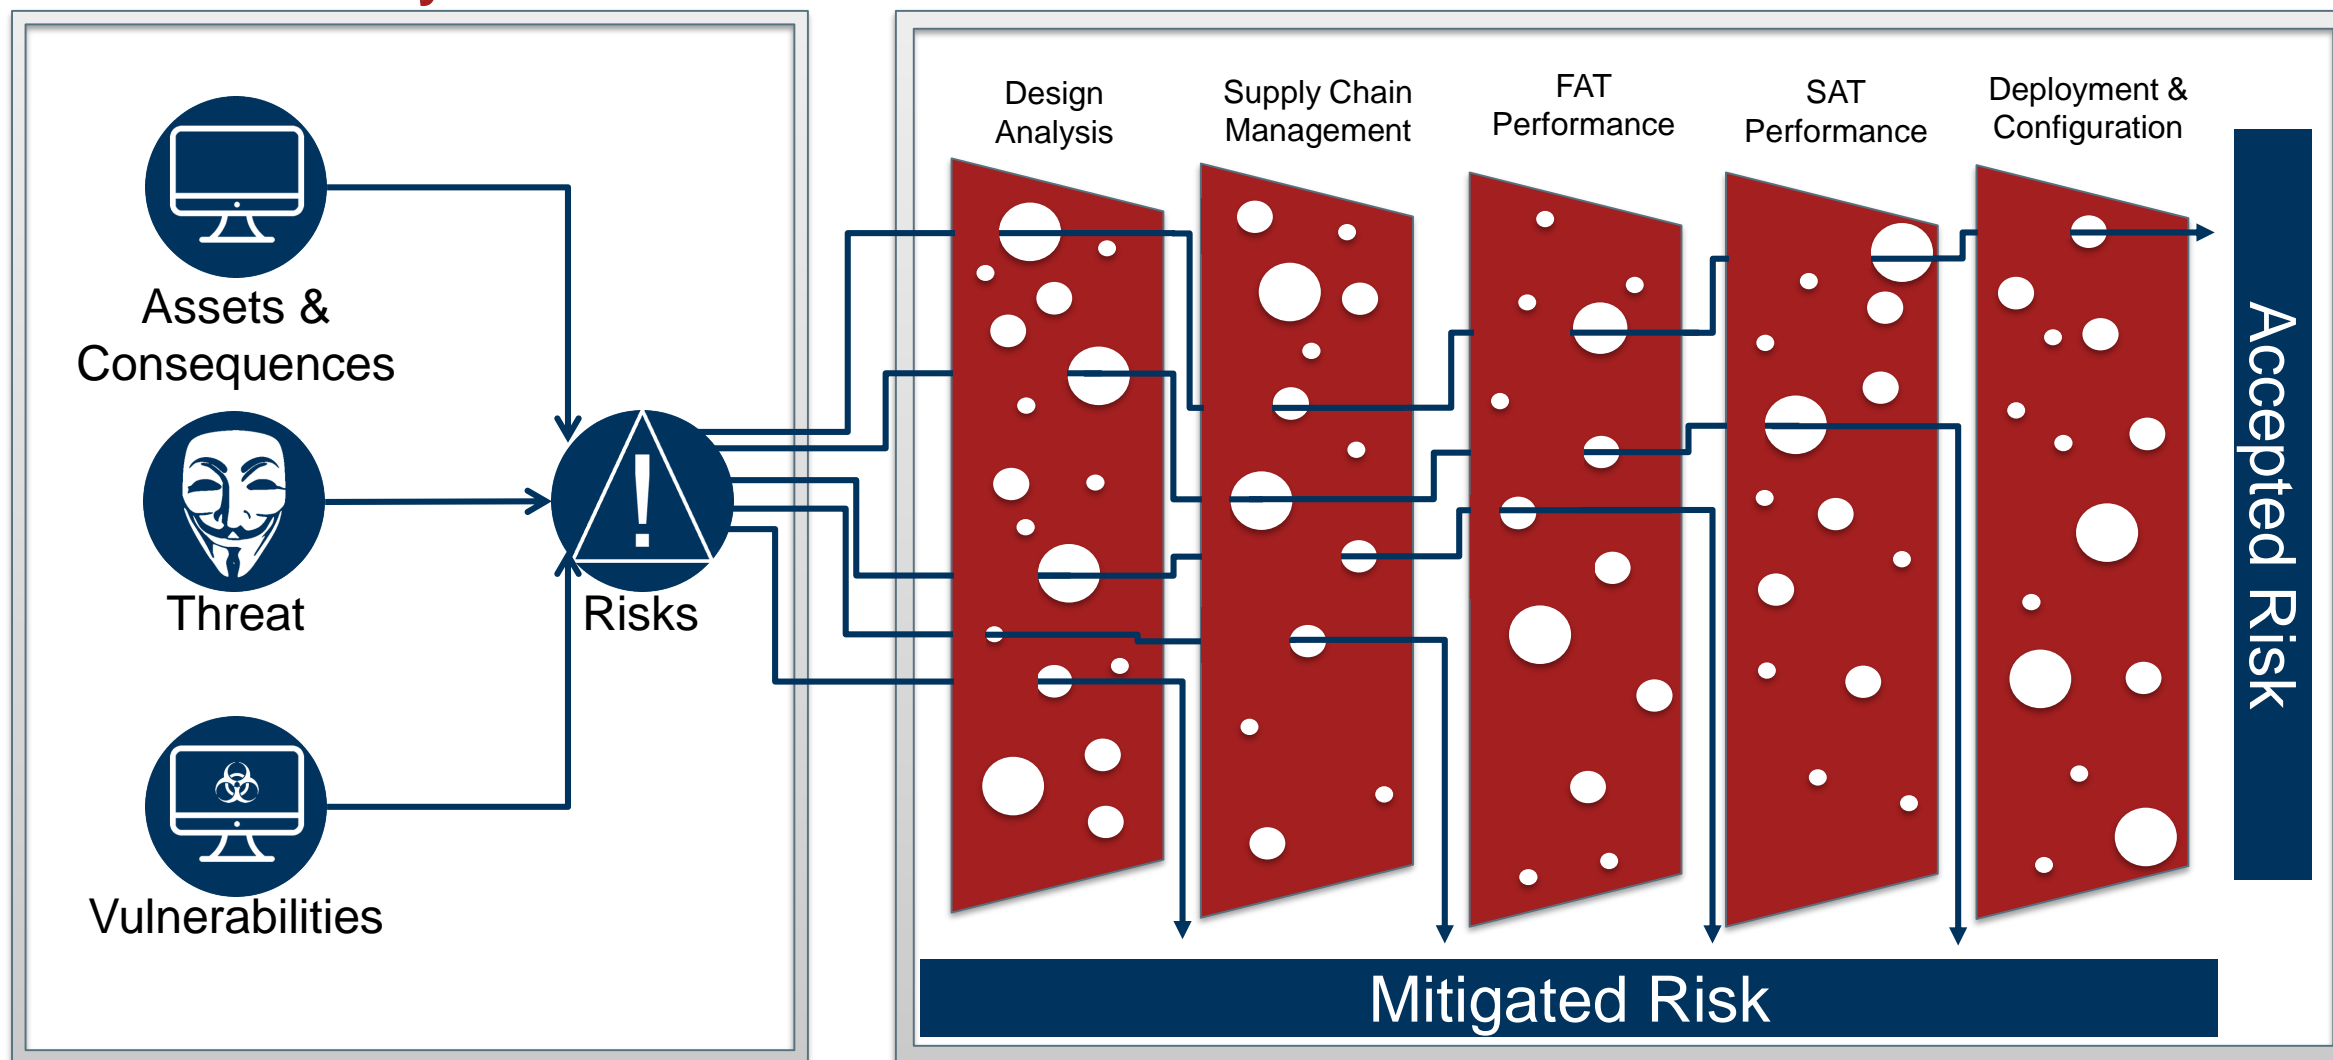 Assets &
Consequences
Threat
Vulnerabilities
Risks
Design
Analysis
Supply Chain
Management
FAT
Performance
SAT
Performance
Deployment &
Configuration
Accepted Risk
Mitigated Risk